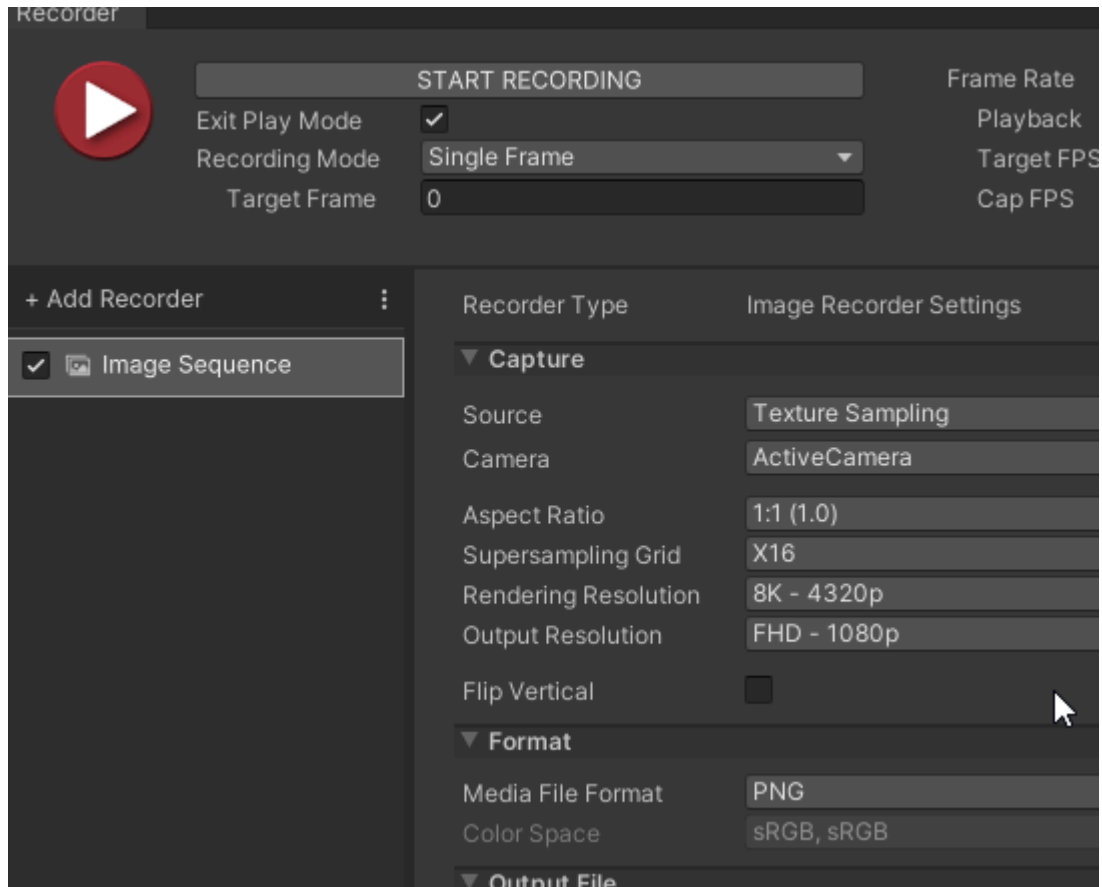 Recorder
START RECORDING
Frame Rate
Exit Play Mode
Playback
Recording Mode Single Frame
Target FPS
Target Frame 0
Cap FPS
+ Add Recorder
Image Sequence
Recorder Type Image Recorder Settings
Capture
Source Texture Sampling
Camera ActiveCamera
Aspect Ratio 1:1 (1.0)
Supersampling Grid X16
Rendering Resolution 8K - 4320p
Output Resolution FHD - 1080p
Flip Vertical
Format
Media File Format PNG
Color Space sRGB, sRGB
Output File